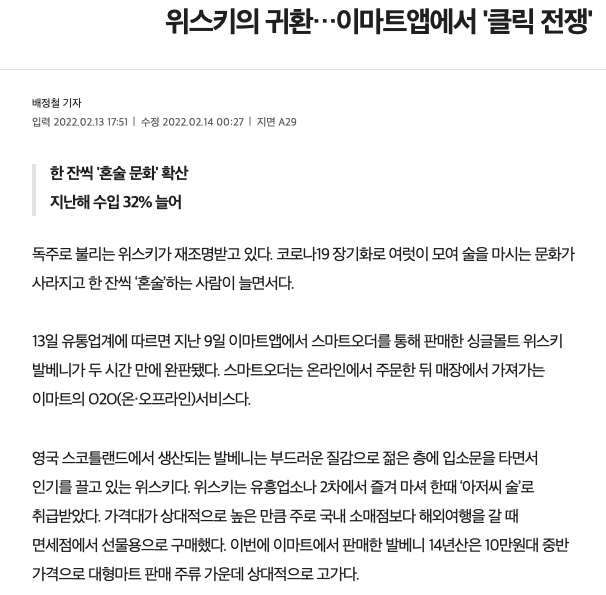 위스키의 귀환…이마트앱에서 '클릭 전쟁'
배정철 기자
입력 2022.02.13 17:51 | 수정 2022.02.14 00:27 | 지면 A29
한 잔씩 '혼술 문화' 확산
지난해 수입 32% 늘어
독주로 불리는 위스키가 재조명받고 있다. 코로나19 장기화로 여럿이 모여 술을 마시는 문화가
사라지고 한 잔씩 '혼술'하는 사람이 늘면서다.
13일 유통업계에 따르면 지난 9일 이마트앱에서 스마트오더를 통해 판매한 싱글몰트 위스키
발베니가 두 시간 만에 완판됐다. 스마트오더는 온라인에서 주문한 뒤 매장에서 가져가는
이마트의 O2O(온·오프라인)서비스다.
영국 스코틀랜드에서 생산되는 발베니는 부드러운 질감으로 젊은 층에 입소문을 타면서
인기를 끌고 있는 위스키다. 위스키는 유흥업소나 2차에서 즐겨 마셔 한때 '아저씨 술'로
취급받았다. 가격대가 상대적으로 높은 만큼 주로 국내 소매점보다 해외여행을 갈 때
면세점에서 선물용으로 구매했다. 이번에 이마트에서 판매한 발베니 14년산은 10만원대 중반
가격으로 대형마트 판매 주류 가운데 상대적으로 고가다.